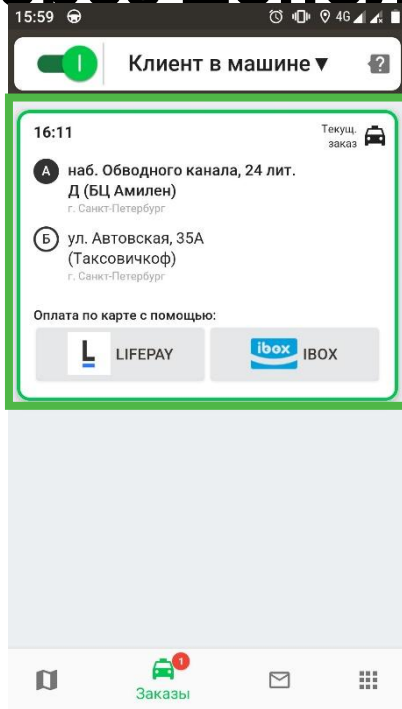 15:59
4G
Клиент в машине ▼
?
16:11
Текущ.
заказ
А
наб. Обводного канала, 24 лит.
Д (БЦ Амилен)
г. Санкт-Петербург
Б
ул. Автовская, 35А
(Таксовичкоф)
г. Санкт-Петербург
Оплата по карте с помощью:
L LIFEPAY
ibox IBOX
1
Заказы